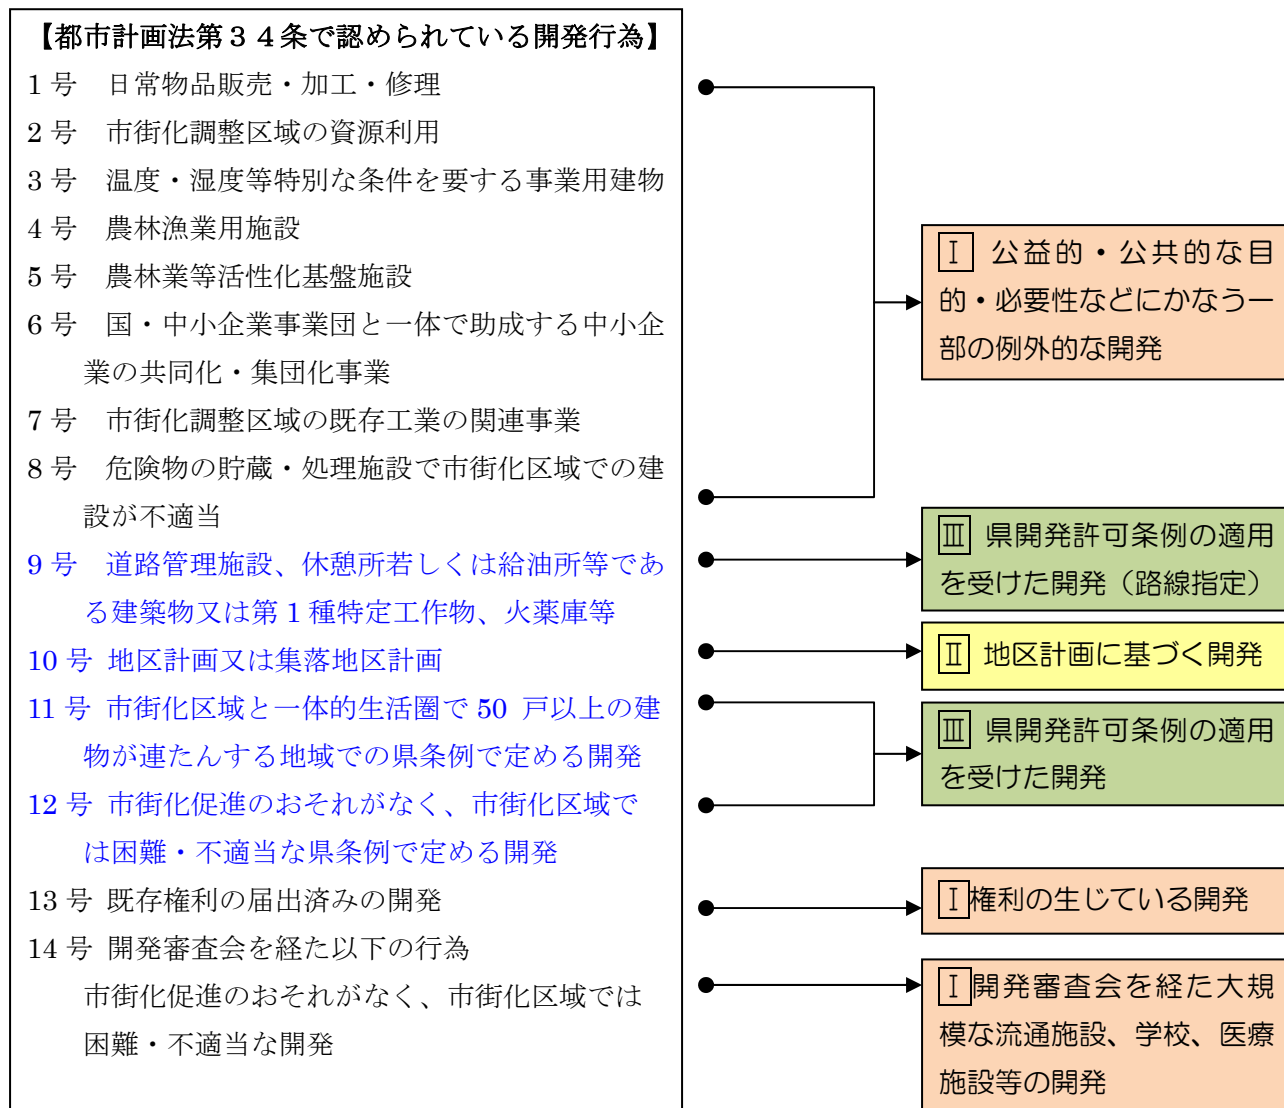 【都市計画法第３４条で認められている開発行為】
1 号　日常物品販売・加工・修理
2 号　市街化調整区域の資源利用
3 号　温度・湿度等特別な条件を要する事業用建物
4 号　農林漁業用施設
5 号　農林業等活性化基盤施設
6 号　国・中小企業事業団と一体で助成する中小企
業の共同化・集団化事業
7 号　市街化調整区域の既存工業の関連事業
8 号　危険物の貯蔵・処理施設で市街化区域での建
設が不適当
9 号　道路管理施設、休憩所若しくは給油所等であ
る建築物又は第 1 種特定工作物、火薬庫等
10 号 地区計画又は集落地区計画
11 号 市街化区域と一体的生活圏で 50 戸以上の建
物が連たんする地域での県条例で定める開発
12 号 市街化促進のおそれがなく、市街化区域で
は困難・不適当な県条例で定める開発
13 号 既存権利の届出済みの開発
14 号 開発審査会を経た以下の行為
市街化促進のおそれがなく、市街化区域では
困難・不適当な開発
Ⅰ 公益的・公共的な目
的・必要性などにかなう一
部の例外的な開発
Ⅲ 県開発許可条例の適用
を受けた開発（路線指定）
Ⅱ 地区計画に基づく開発
Ⅲ 県開発許可条例の適用
を受けた開発
Ⅰ権利の生じている開発
Ⅰ開発審査会を経た大規
模な流通施設、学校、医療
施設等の開発